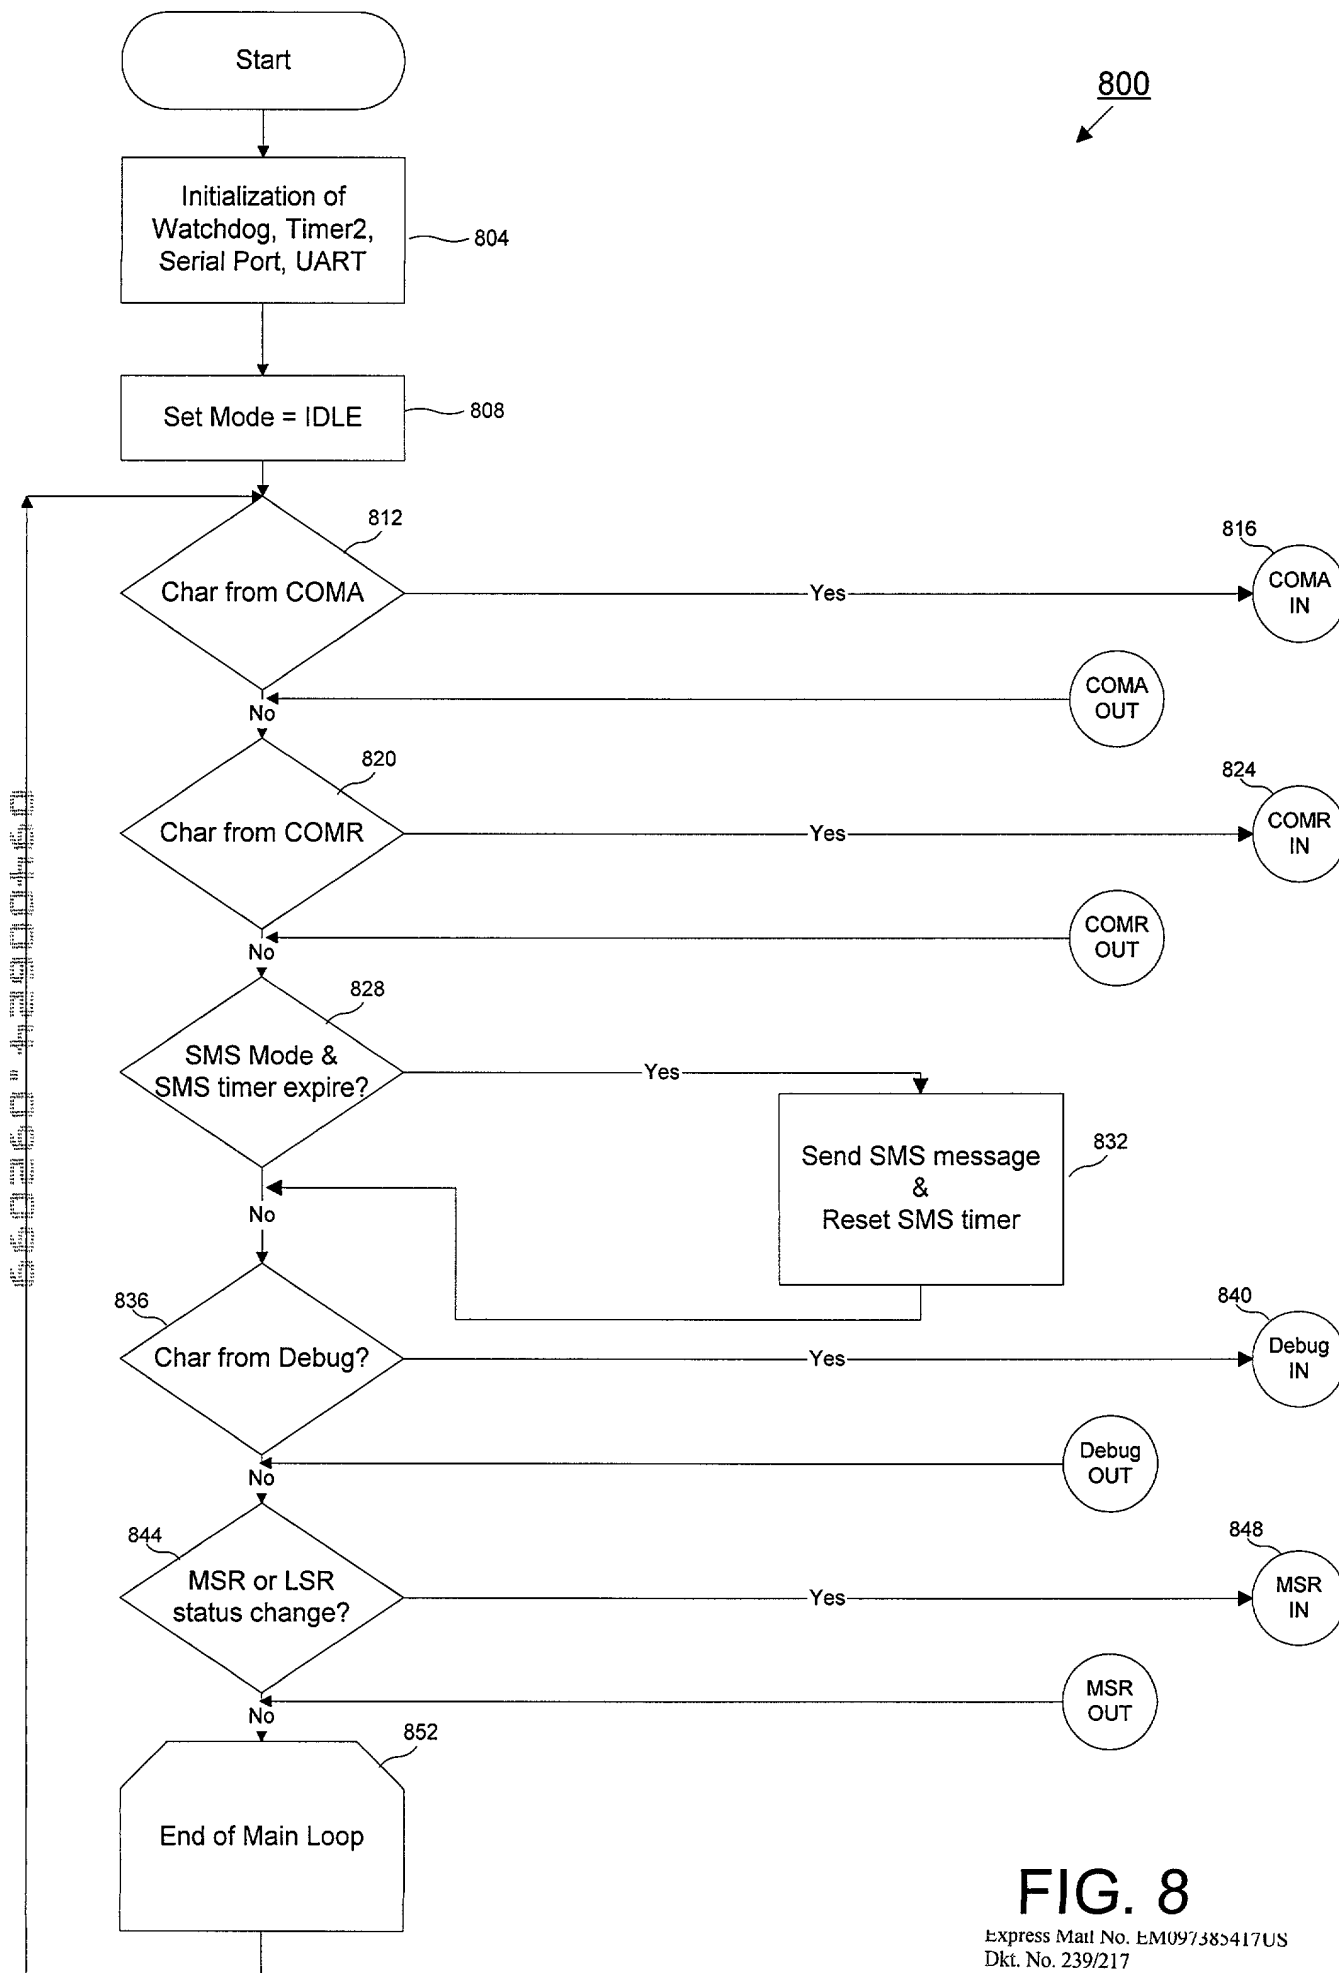 Start
800
Initialization of
Watchdog, Timer2,
Serial Port, UART
804
Set Mode = IDLE
808
812
Char from COMA
Yes
816
COMA
IN
COMA
OUT
No
820
Char from COMR
Yes
824
COMR
IN
COMR
OUT
No
828
SMS Mode &
SMS timer expire?
Yes
Send SMS message
&
Reset SMS timer
832
No
836
Char from Debug?
Yes
840
Debug
IN
Debug
OUT
No
844
MSR or LSR
status change?
Yes
848
MSR
IN
MSR
OUT
No
852
End of Main Loop
FIG. 8
Express Mail No. EM097385417US
Dkt. No. 239/217